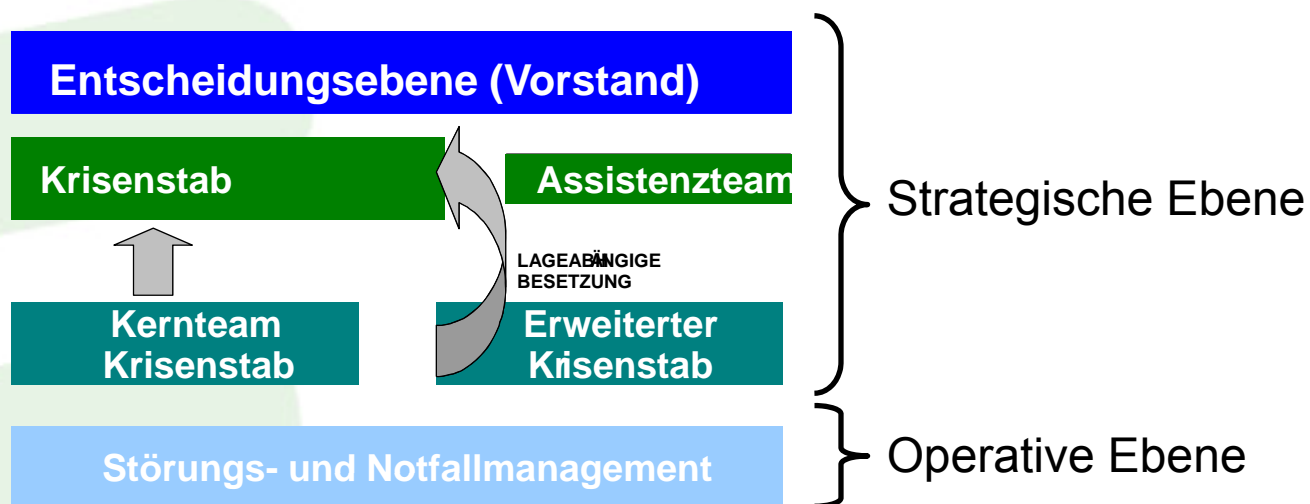 Entscheidungsebene (Vorstand)
Krisenstab
Assistenzteam
Strategische Ebene
LAGEABHÄNGIGE
BESETZUNG
Kernteam
Krisenstab
Erweiterter
Krisenstab
Störungs- und Notfallmanagement
Operative Ebene